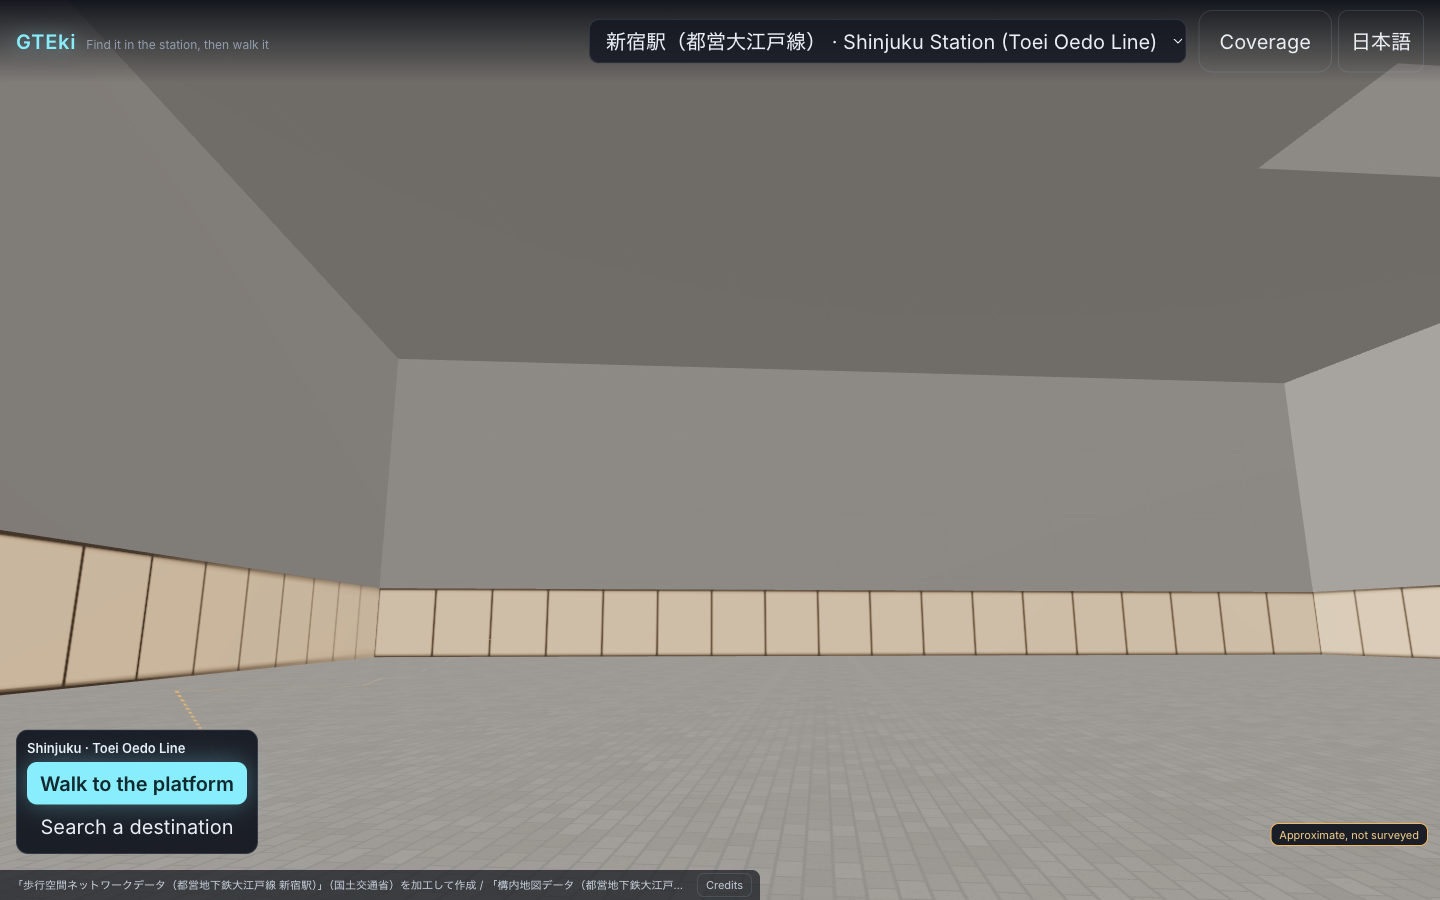 GTEki Find it in the station, then walk it
新宿駅（都営大江戸線） · Shinjuku Station (Toei Oedo Line)
Coverage
日本語
Shinjuku · Toei Oedo Line
Walk to the platform
Search a destination
Approximate, not surveyed
「歩行空間ネットワークデータ（都営地下鉄大江戸線 新宿駅）」（国土交通省）を加工して作成 / 「構内地図データ（都営地下鉄大江戸...
Credits